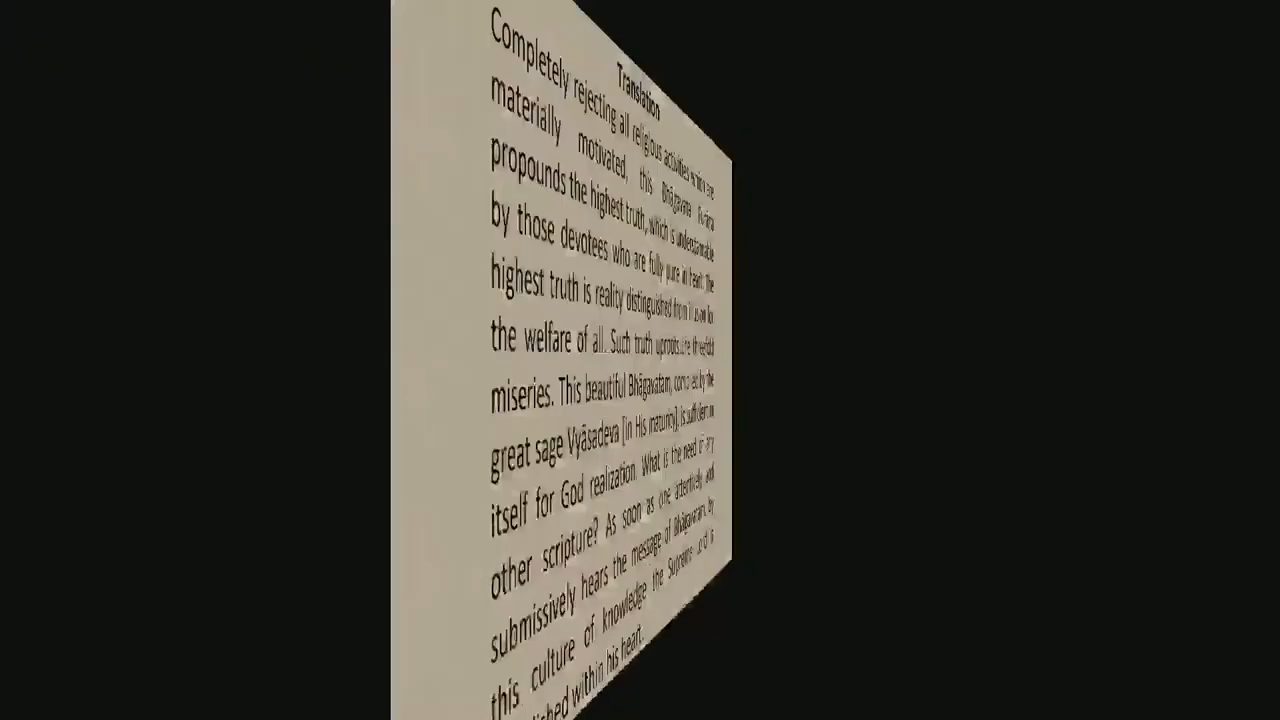 Translation
Completely rejecting all religious activities which are
materially motivated, this Bhāgavata Purāṇa
propounds the highest truth, which is understandable
by those devotees who are fully pure in heart. The
highest truth is reality distinguished from illusion for
the welfare of all. Such truth uproots the threefold
miseries. This beautiful Bhāgavatam, compiled by the
great sage Vyāsadeva [in His maturity], is sufficient in
itself for God realization. What is the need of any
other scripture? As soon as one attentively and
submissively hears the message of Bhāgavatam, by
this culture of knowledge the Supreme Lord is
within his heart.